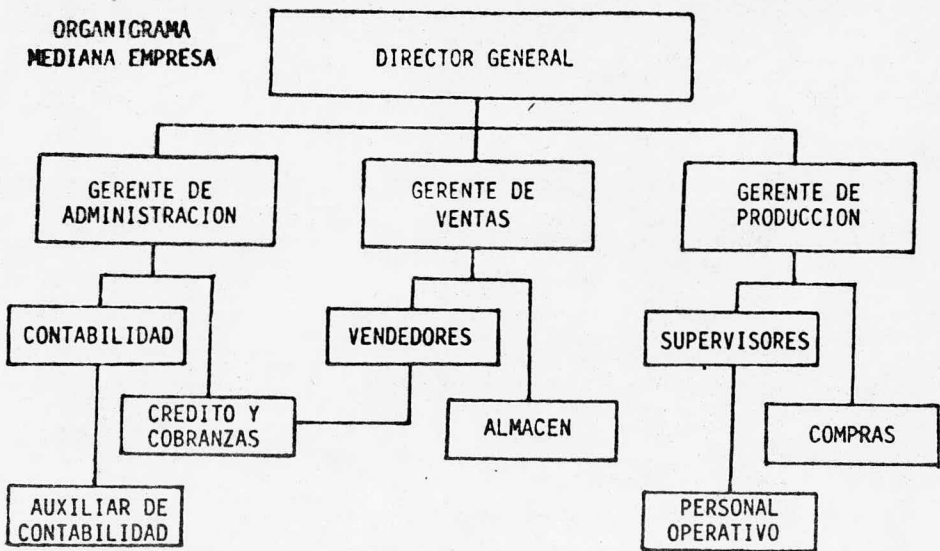 ORGANIGRAMA
MEDIANA EMPRESA
DIRECTOR GENERAL
GERENTE DE
ADMINISTRACION
GERENTE DE
VENTAS
GERENTE DE
PRODUCCION
CONTABILIDAD
VENDEDORES
SUPERVISORES
CREDITO Y
COBRANZAS
ALMACEN
COMPRAS
AUXILIAR DE
CONTABILIDAD
PERSONAL
OPERATIVO